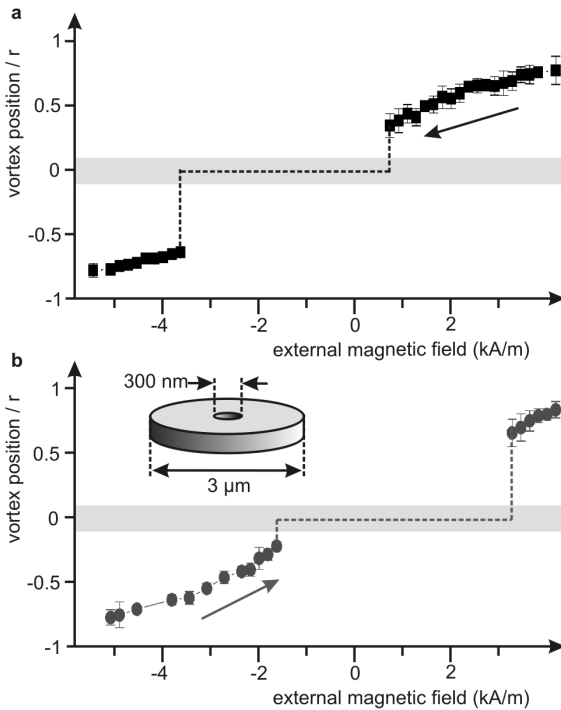 a
vortex position / r
1
0.5
0
-0.5
-1
-4
-2
0
2
external magnetic field (kA/m)
b
vortex position / r
1
0.5
0
-0.5
-1
300 nm
3 µm
-4
-2
0
2
external magnetic field (kA/m)